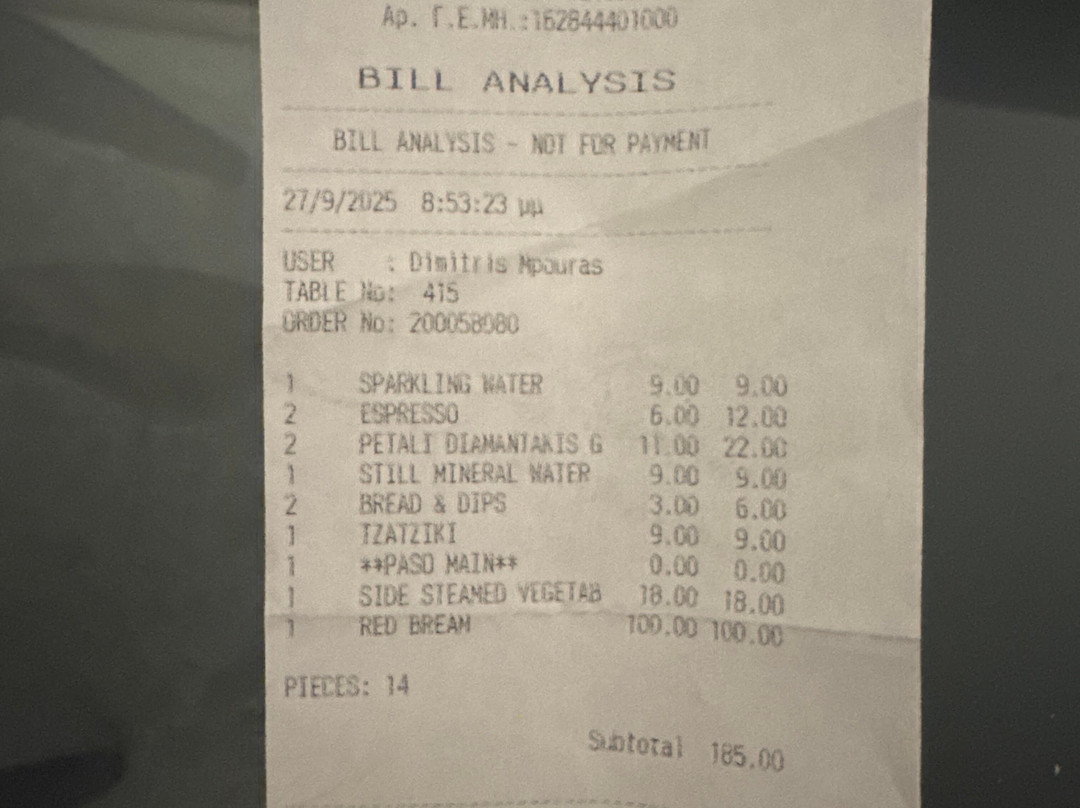 Αρ. Γ.Ε.ΜΗ.:162844401000
BILL ANALYSIS
BILL ANALYSIS - NOT FOR PAYMENT
27/9/2025 8:53:23 μμ
USER : Dimitris Mpouras
TABLE No: 415
ORDER No: 200058080
1 SPARKLING WATER 9.00 9.00
2 ESPRESSO 6.00 12.00
2 PETALI DIAMANTAKIS G 11.00 22.00
1 STILL MINERAL WATER 9.00 9.00
2 BREAD & DIPS 3.00 6.00
1 TZATZIKI 9.00 9.00
1 **PASO MAIN** 0.00 0.00
1 SIDE STEAMED VEGETAB 18.00 18.00
1 RED BREAM 100.00 100.00
PIECES: 14
Subtotal 185.00